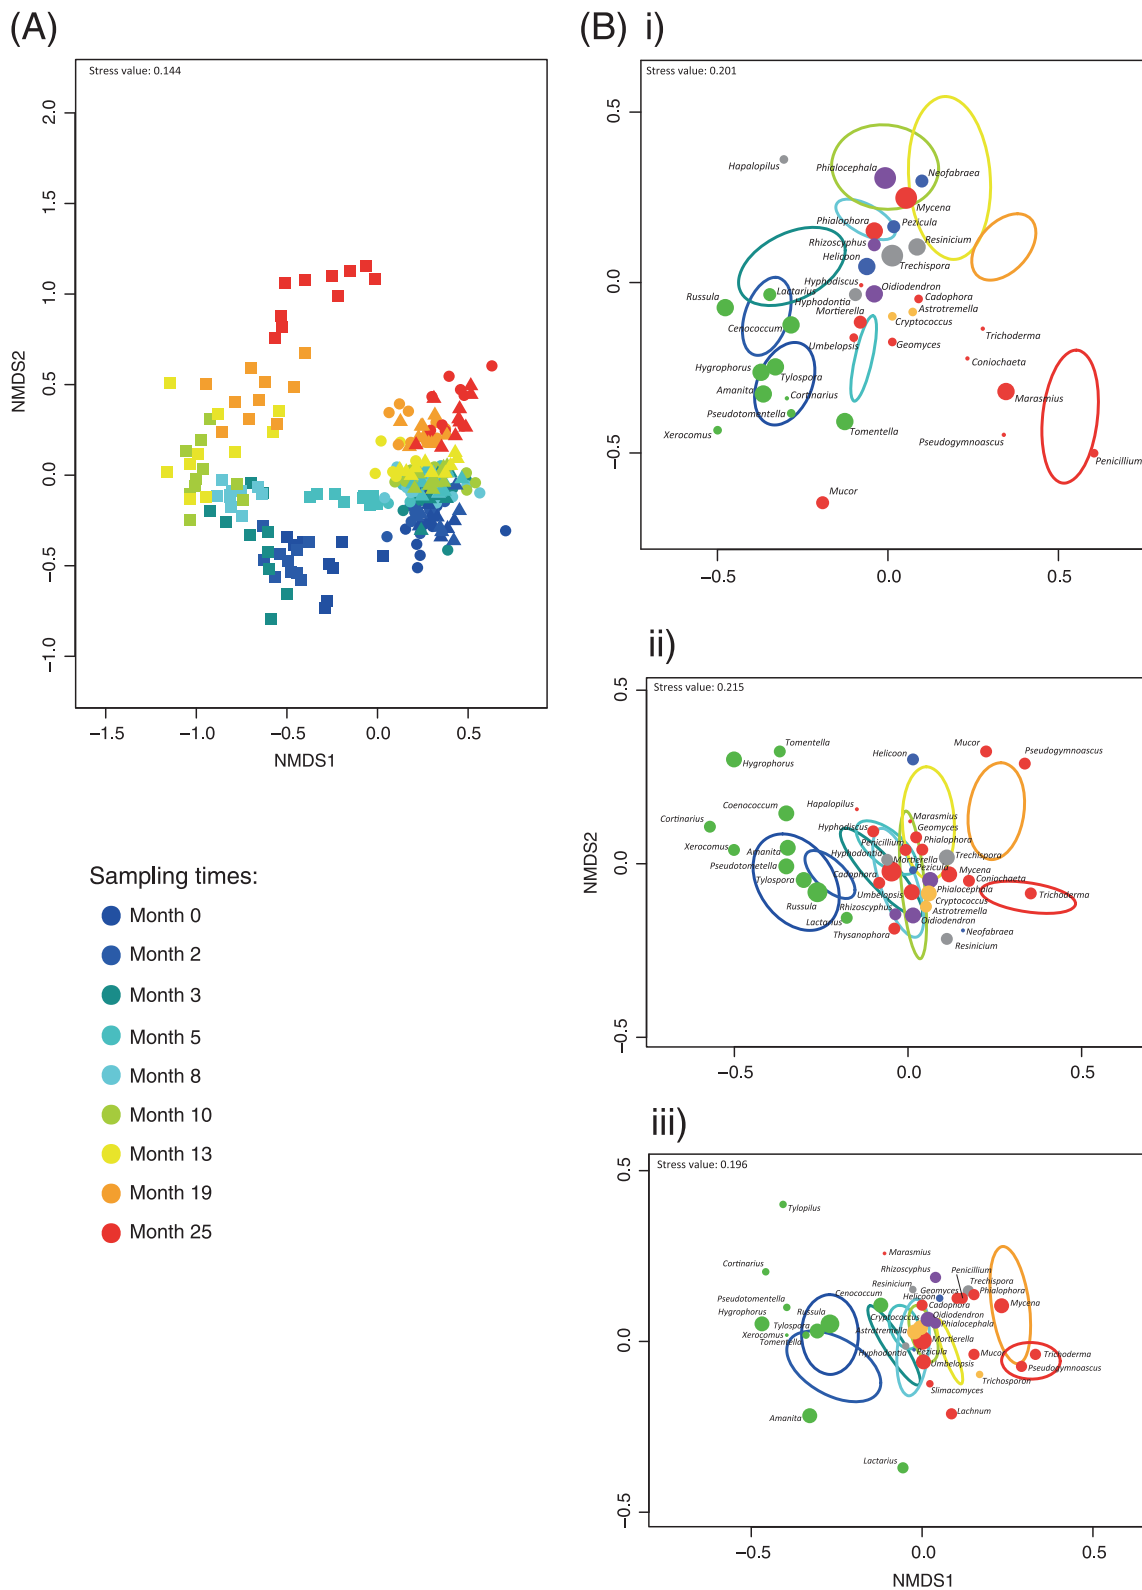 (A)
Stress value: 0.144
2.0
1.5
1.0
0.5
0.0
−0.5
−1.0
NMDS2
−1.5
−1.0
−0.5
0.0
0.5
NMDS1
Sampling times:
Month 0
Month 2
Month 3
Month 5
Month 8
Month 10
Month 13
Month 19
Month 25
(B) i)
Stress value: 0.201
0.5
0.0
−0.5
Hapalopilus
Phialocephala
Neofabraea
Mycena
Phialophora
Pezicula
Rhizoscyphus
Resinicium
Helicoon
Trechispora
Hyphodiscus
Lactarius
Hyphodontia
Oidiodendron
Russula
Cadophora
Mortierella
Astrotremella
Cenococcum
Cryptococcus
Trichoderma
Umbelopsis
Geomyces
Coniochaeta
Hygrophorus
Tylospora
Amanita
Cortinarius
Marasmius
Pseudotomentella
Xerocomus
Tomentella
Pseudogymnoascus
Penicillium
Mucor
−0.5
0.0
0.5
ii)
Stress value: 0.215
0.5
0.0
−0.5
NMDS2
Tomentella
Hygrophorus
Helicoon
Mucor
Pseudogymnoascus
Coenococcum
Hapalopilus
Cortinarius
Marasmius
Hyphodiscus
Geomyces
Xerocomus
Penicillium
Phialophora
Amanita
Hyphodontia
Mortierella
Trechispora
Pseudotometella
Cadophora
Pezicula
Mycena
Tylospora
Coniochaeta
Umbelopsis
Phialocephala
Trichoderma
Russula
Rhizoscyphus
Cryptococcus
Astrotremella
Lactarius
Oidiodendron
Thysanophora
Neofabraea
Resinicium
−0.5
0.0
0.5
iii)
Stress value: 0.196
0.5
0.0
−0.5
Tylopilus
Marasmius
Cortinarius
Rhizoscyphus
Penicillium
Resinicium
Geomyces
Trechispora
Cenococcum
Helicoon
Phialophora
Pseudotomentella
Cadophora
Mycena
Hygrophorus
Russula
Cryptococcus
Oidiodendron
Tylospora
Phialocephala
Xerocomus
Astrotremella
Mortierella
Tomentella
Hyphodontia
Pezicula
Mucor
Trichoderma
Umbelopsis
Pseudogymnoascus
Trichosporon
Slimacomyces
Amanita
Lachnum
Lactarius
−0.5
0.0
0.5
NMDS1